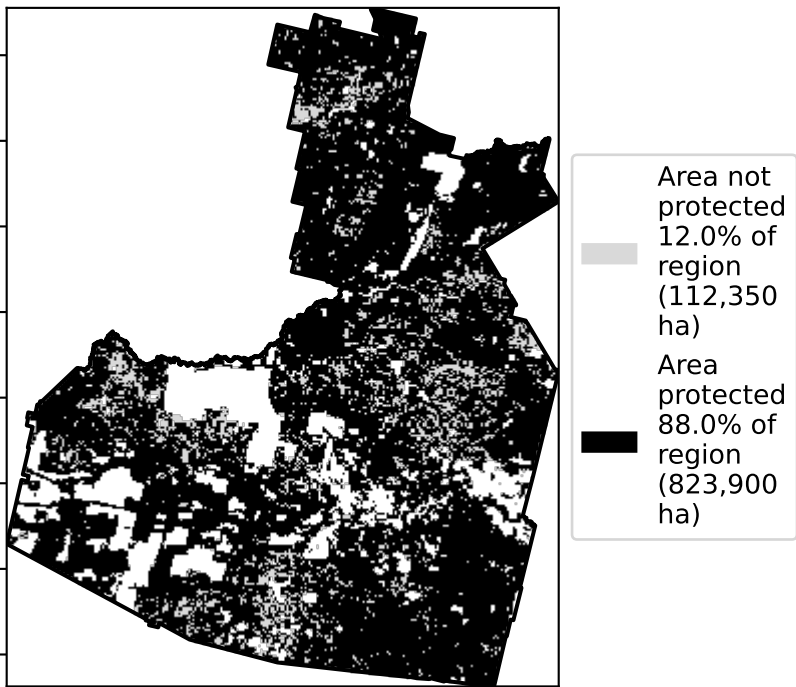 Area not
protected
12.0% of
region
(112,350
ha)
Area
protected
88.0% of
region
(823,900
ha)